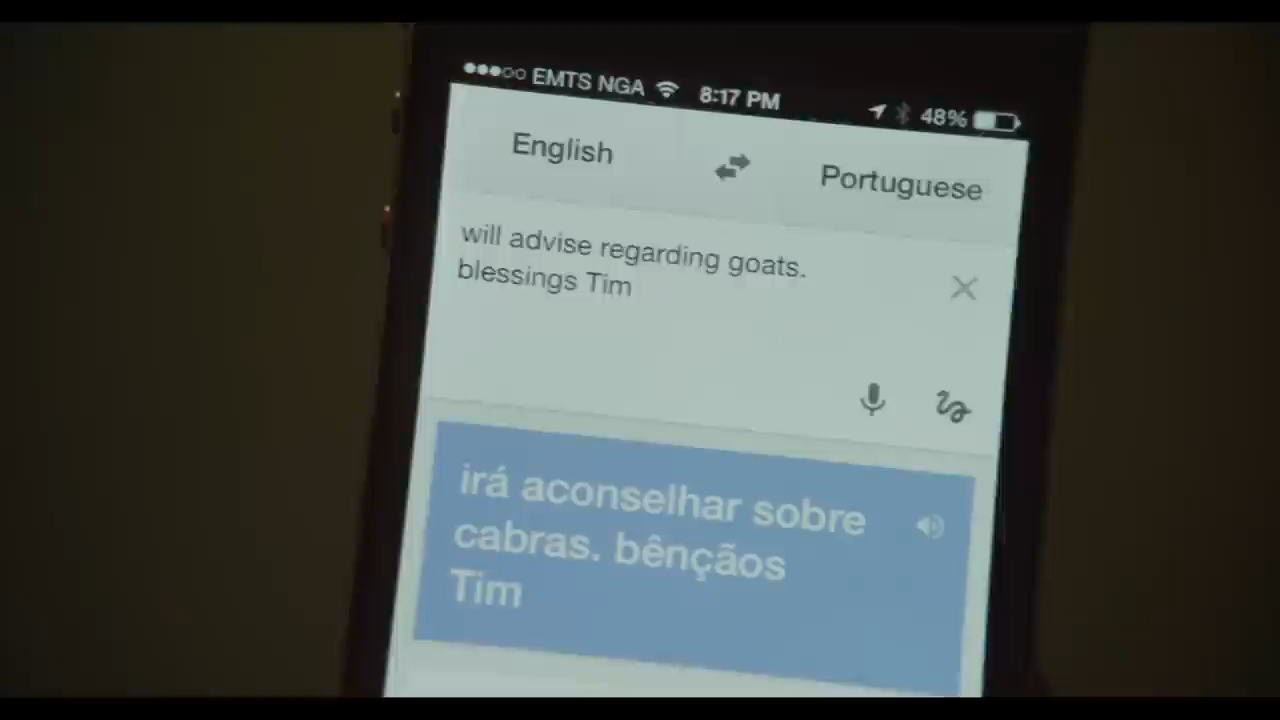 EMTS NGA 8:17 PM 48%
English Portuguese
will advise regarding goats.
blessings Tim
irá aconselhar sobre
cabras. bênçãos
Tim